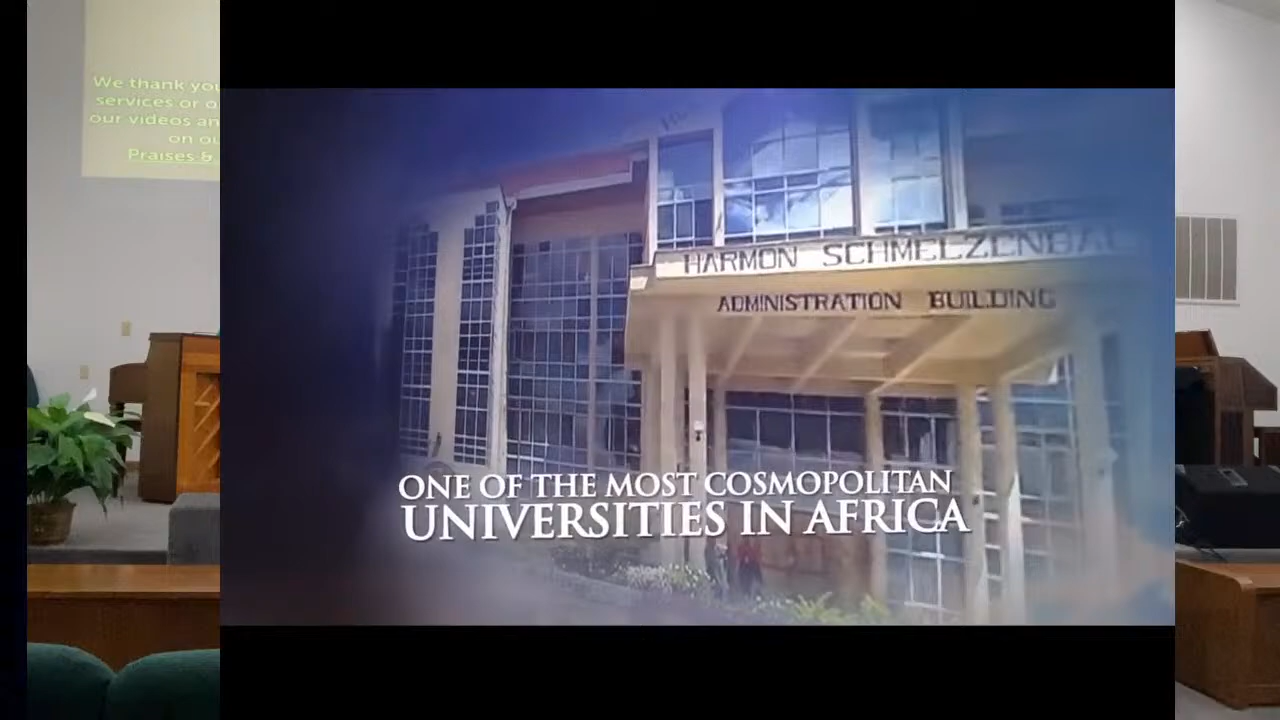 We thank you
services or o
our videos an
on ou
Praises &
HARMON SCHMELZENBAU
ADMINISTRATION BUILDING
ONE OF THE MOST COSMOPOLITAN
UNIVERSITIES IN AFRICA